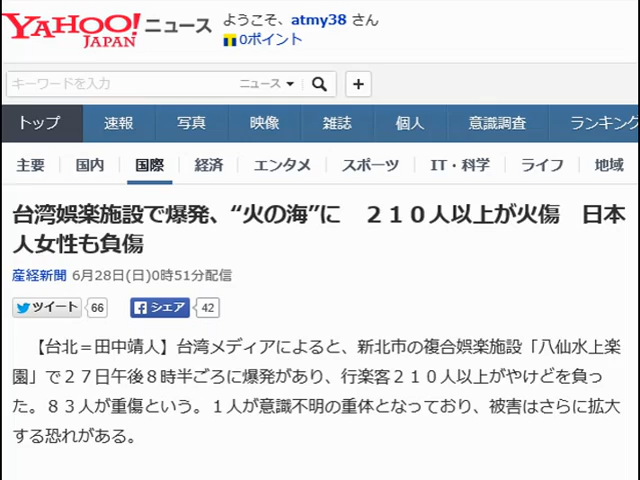 YAHOO! JAPAN ニュース
ようこそ、atmy38 さん
0ポイント
キーワードを入力 ニュース
トップ 速報 写真 映像 雑誌 個人 意識調査 ランキング
主要 国内 国際 経済 エンタメ スポーツ IT・科学 ライフ 地域
台湾娯楽施設で爆発、“火の海”に　２１０人以上が火傷　日本
人女性も負傷
産経新聞 6月28日(日)0時51分配信
ツイート 66 シェア 42
【台北＝田中靖人】台湾メディアによると、新北市の複合娯楽施設「八仙水上楽
園」で２７日午後８時半ごろに爆発があり、行楽客２１０人以上がやけどを負っ
た。８３人が重傷という。１人が意識不明の重体となっており、被害はさらに拡大
する恐れがある。